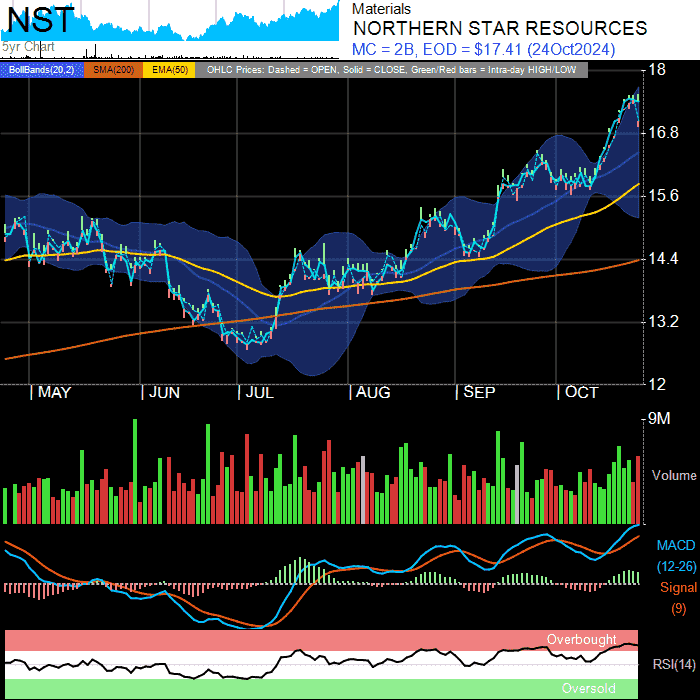 NST
5yr Chart
Materials
NORTHERN STAR RESOURCES
MC = 2B, EOD = $17.41 (24Oct2024)
BollBands(20,2) SMA(200) EMA(50) OHLC Prices: Dashed = OPEN, Solid = CLOSE, Green/Red bars = Intra-day HIGH/LOW
18
16.8
15.6
14.4
13.2
12
MAY JUN JUL AUG SEP OCT
9M
Volume
MACD
(12-26)
Signal
(9)
Overbought
RSI(14)
Oversold